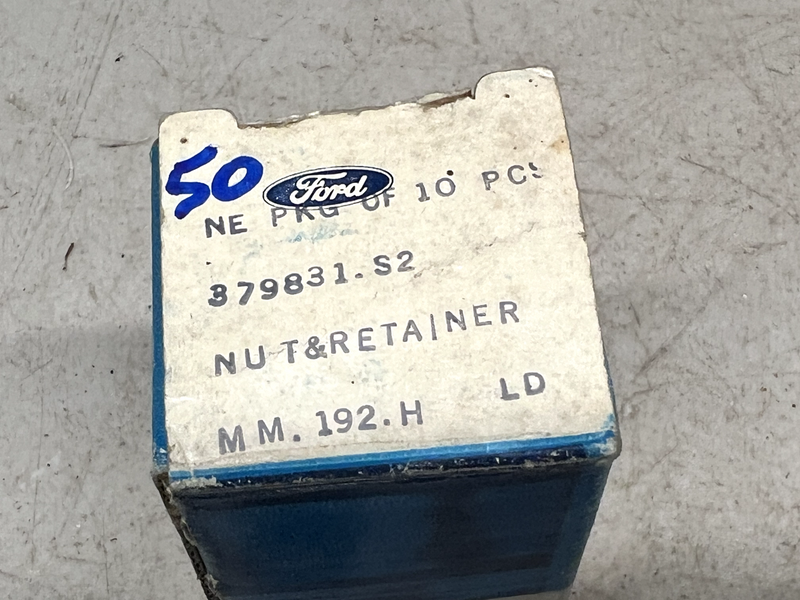 50 Ford
NE PKG OF 10 PCS
379831.S2
NUT&RETAINER
MM.192.H LD